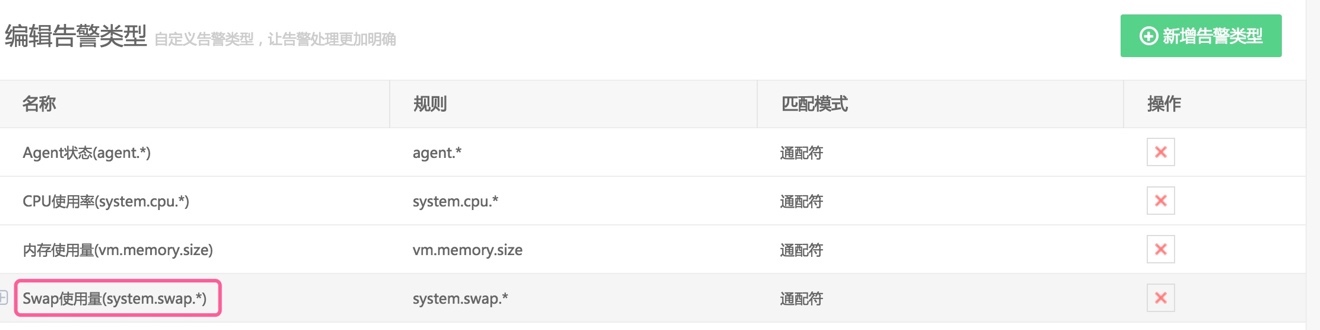 编辑告警类型 自定义告警类型，让告警处理更加明确
新增告警类型
名称 规则 匹配模式 操作
Agent状态(agent.*) agent.* 通配符
CPU使用率(system.cpu.*) system.cpu.* 通配符
内存使用量(vm.memory.size) vm.memory.size 通配符
Swap使用量(system.swap.*) system.swap.* 通配符